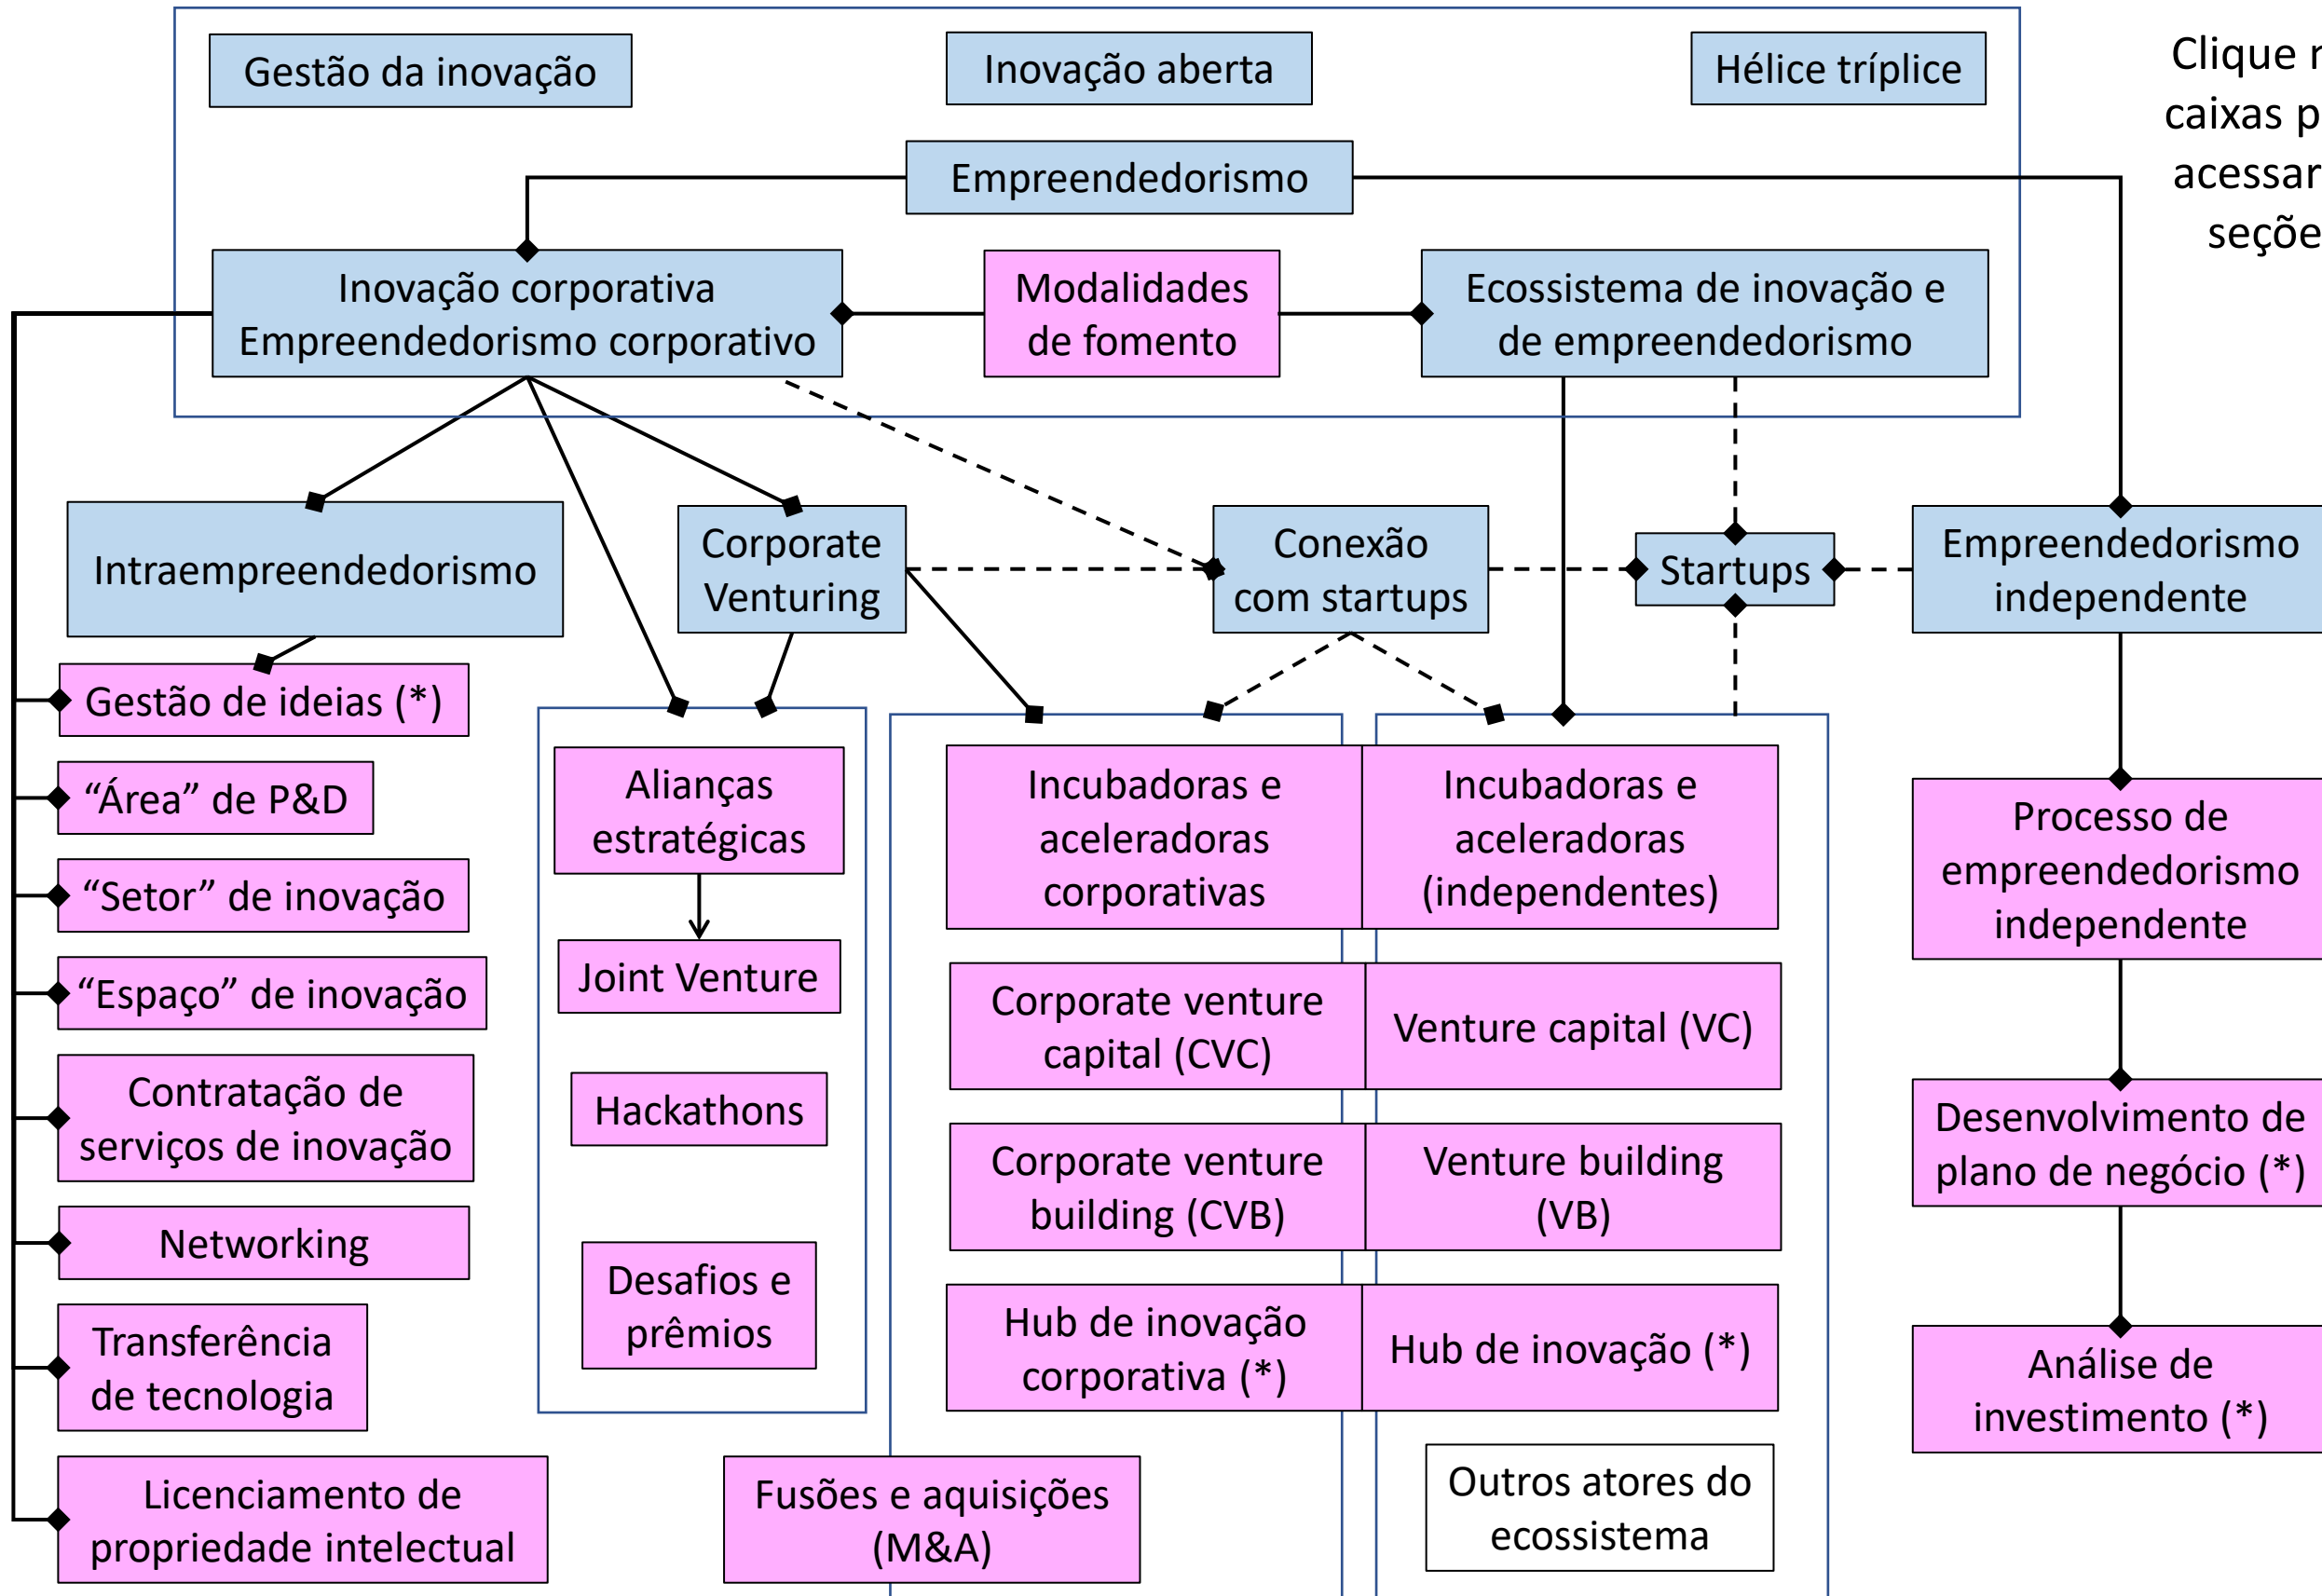 Gestão da inovação
Inovação aberta
Hélice tríplice
Clique
caixas
acessar
Empreendedorismo
Inovação corporativa
Empreendedorismo corporativo
Modalidades
de fomento
Ecossistema de inovação e
de empreendedorismo
Intraempreendedorismo
Corporate
Venturing
Conexão
com startups
Startups
Empreendedorismo
independente
Gestão de ideias (*)
“Área” de P&D
“Setor” de inovação
“Espaço” de inovação
Contratação de
serviços de inovação
Networking
Transferência
de tecnologia
Licenciamento de
propriedade intelectual
Alianças
estratégicas
Joint Venture
Hackathons
Desafios e
prêmios
Fusões e aquisições
(M&A)
Incubadoras e
aceleradoras
corporativas
Corporate venture
capital (CVC)
Corporate venture
building (CVB)
Hub de inovação
corporativa (*)
Incubadoras e
aceleradoras
(independentes)
Venture capital (VC)
Venture building
(VB)
Hub de inovação (*)
Outros atores do
ecossistema
Processo de
empreendedorismo
independente
Desenvolvimento de
plano de negócio (*)
Análise de
investimento (*)